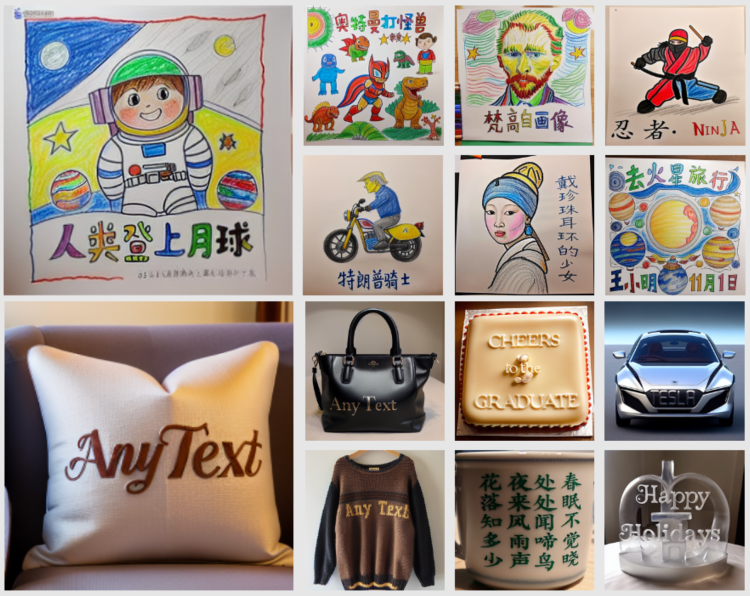 人类登上月球
奥特曼打怪兽
梵高自画像
忍者·NINJA
特朗普骑士
戴珍珠耳环的少女
去火星旅行
王小明 11月1日
AnyText
Any Text
CHEERS
to the
GRADUATE
TESLA
Any Text
春眠不觉晓
处处闻啼鸟
夜来风雨声
花落知多少
Happy
Holidays